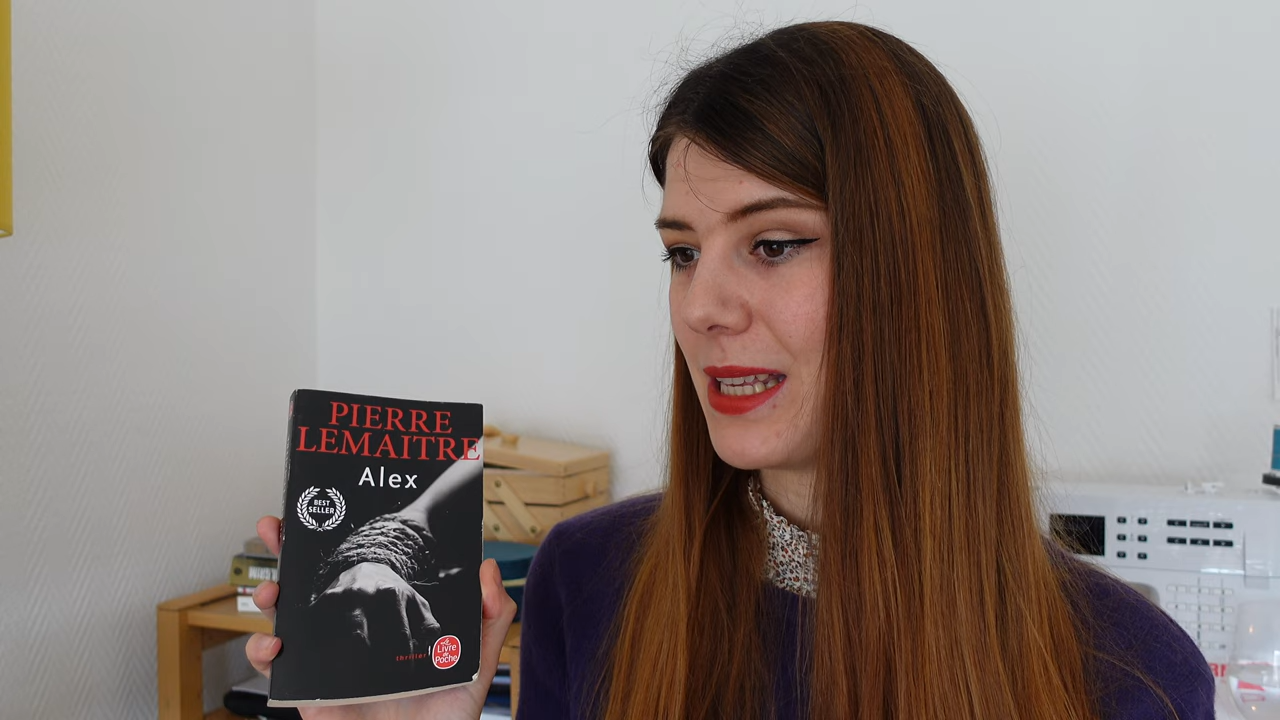 PIERRE
LEMAITRE
Alex
BEST
SELLER
thriller
Le
Livre
de
Poche